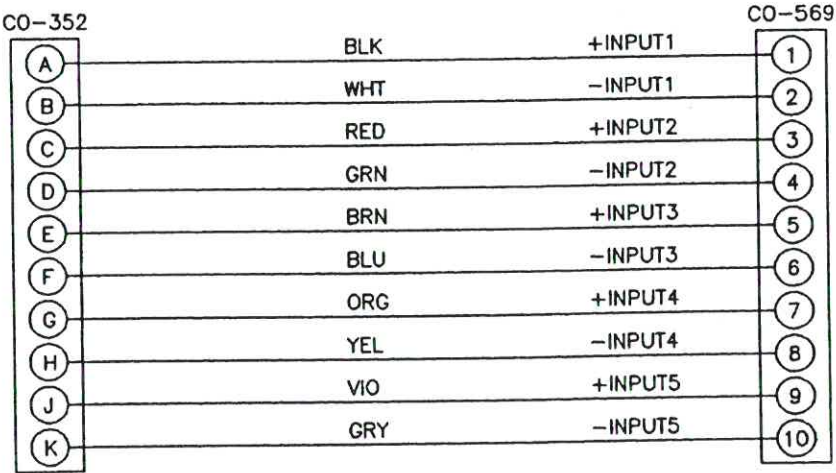 CO-352 CO-569
A BLK +INPUT1 1
B WHT -INPUT1 2
C RED +INPUT2 3
D GRN -INPUT2 4
E BRN +INPUT3 5
F BLU -INPUT3 6
G ORG +INPUT4 7
H YEL -INPUT4 8
J VIO +INPUT5 9
K GRY -INPUT5 10